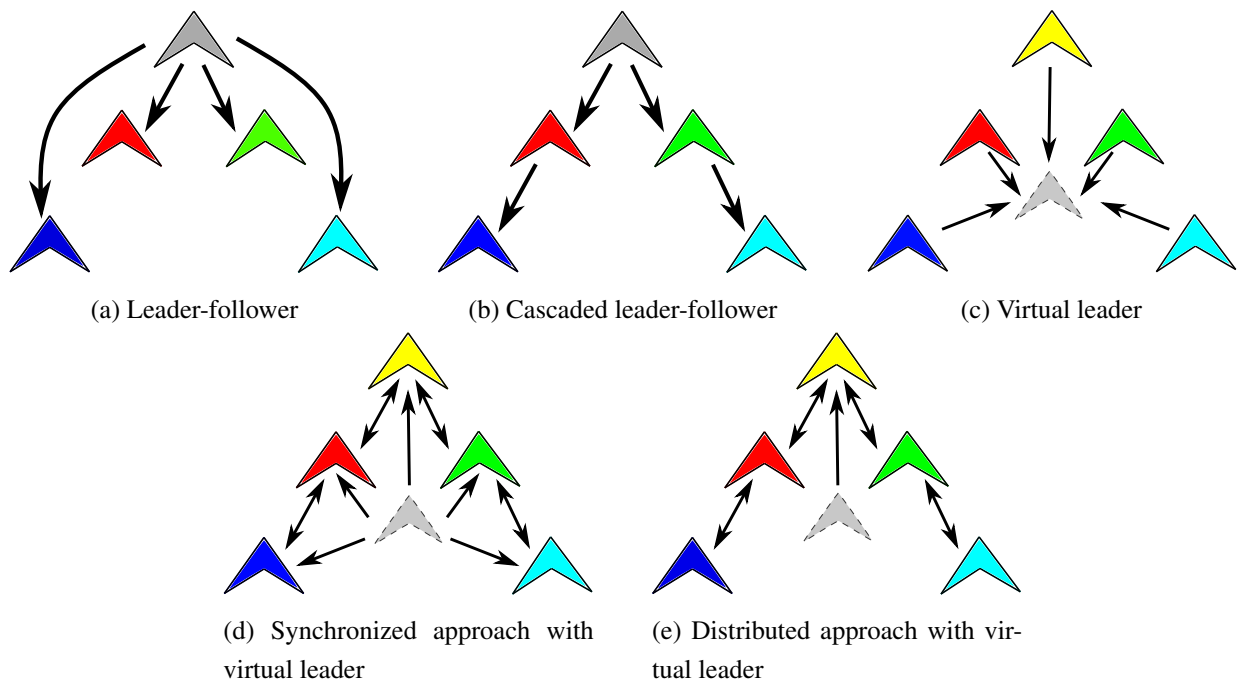 (a) Leader-follower
(b) Cascaded leader-follower
(c) Virtual leader
(d) Synchronized approach with
virtual leader
(e) Distributed approach with vir-
tual leader